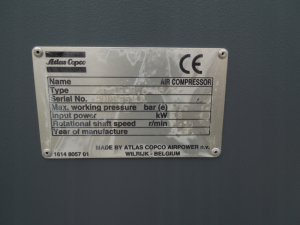 Atlas Copco
CE
Name AIR COMPRESSOR
Type
Serial No.
Max. working pressure bar (e)
Input power kW
Rotational shaft speed r/min
Year of manufacture
MADE BY ATLAS COPCO AIRPOWER n.v.
1614 8057 01 WILRIJK - BELGIUM